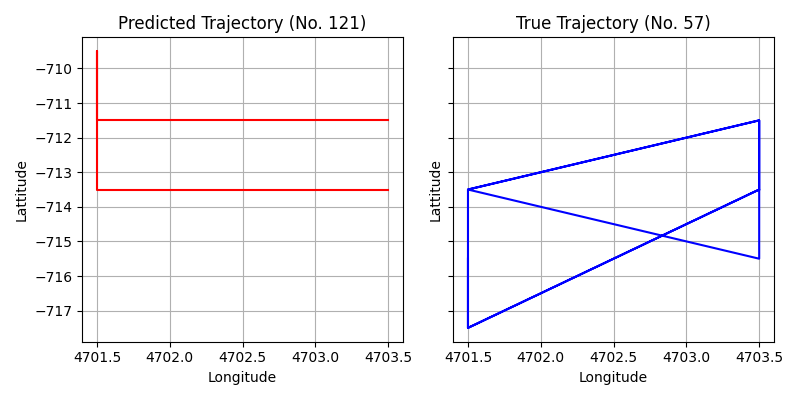 Predicted Trajectory (No. 121)
True Trajectory (No. 57)
−710
−711
−712
−713
−714
−715
−716
−717
Lattitude
Lattitude
4701.5 4702.0 4702.5 4703.0 4703.5
4701.5 4702.0 4702.5 4703.0 4703.5
Longitude
Longitude